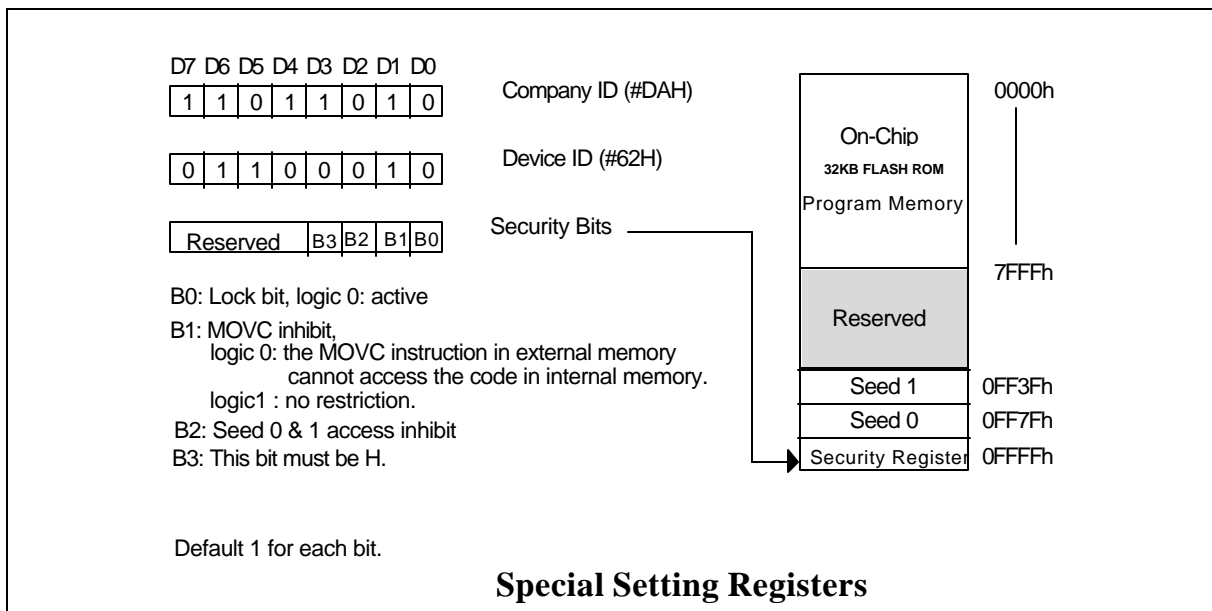 D7 D6 D5 D4 D3 D2 D1 D0
1 1 0 1 1 0 1 0
Company ID (#DAH)
0 1 1 0 0 0 1 0
Device ID (#62H)
Reserved B3 B2 B1 B0
Security Bits
B0: Lock bit, logic 0: active
B1: MOVC inhibit,
logic 0: the MOVC instruction in external memory
cannot access the code in internal memory.
logic1 : no restriction.
B2: Seed 0 & 1 access inhibit
B3: This bit must be H.
Default 1 for each bit.
On-Chip
32KB FLASH ROM
Program Memory
0000h
7FFFh
Reserved
Seed 1 0FF3Fh
Seed 0 0FF7Fh
Security Register 0FFFFh
Special Setting Registers